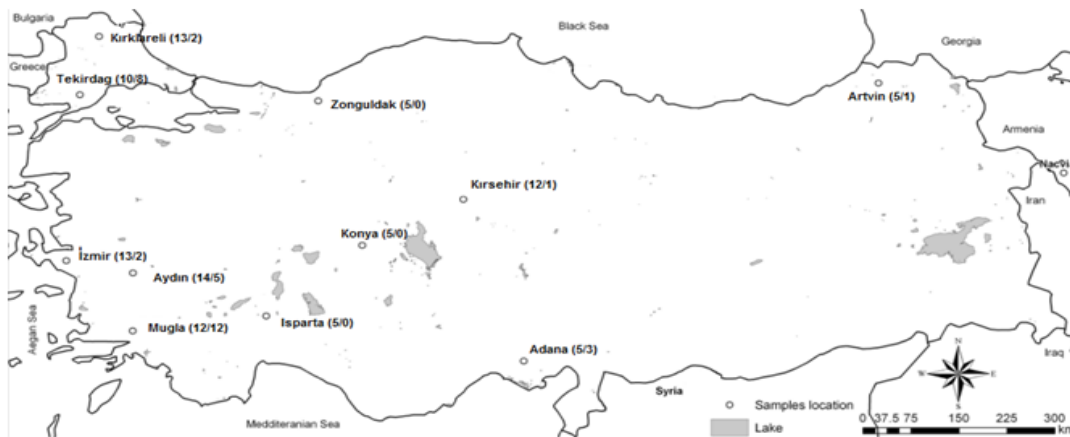 Bulgaria
Black Sea
Kırklareli (13/2)
Georgia
Greece
Tekirdag (10/8)
Zonguldak (5/0)
Artvin (5/1)
Armenia
Kırsehir (12/1)
Iran
Konya (5/0)
İzmir (13/2)
Aydın (14/5)
Aegan Sea
Mugla (12/12)
Isparta (5/0)
Adana (5/3)
Iraq
N
W
E
S
Syria
Samples location
Mediteranian Sea
Lake
0 37.5 75 150 225 300
km